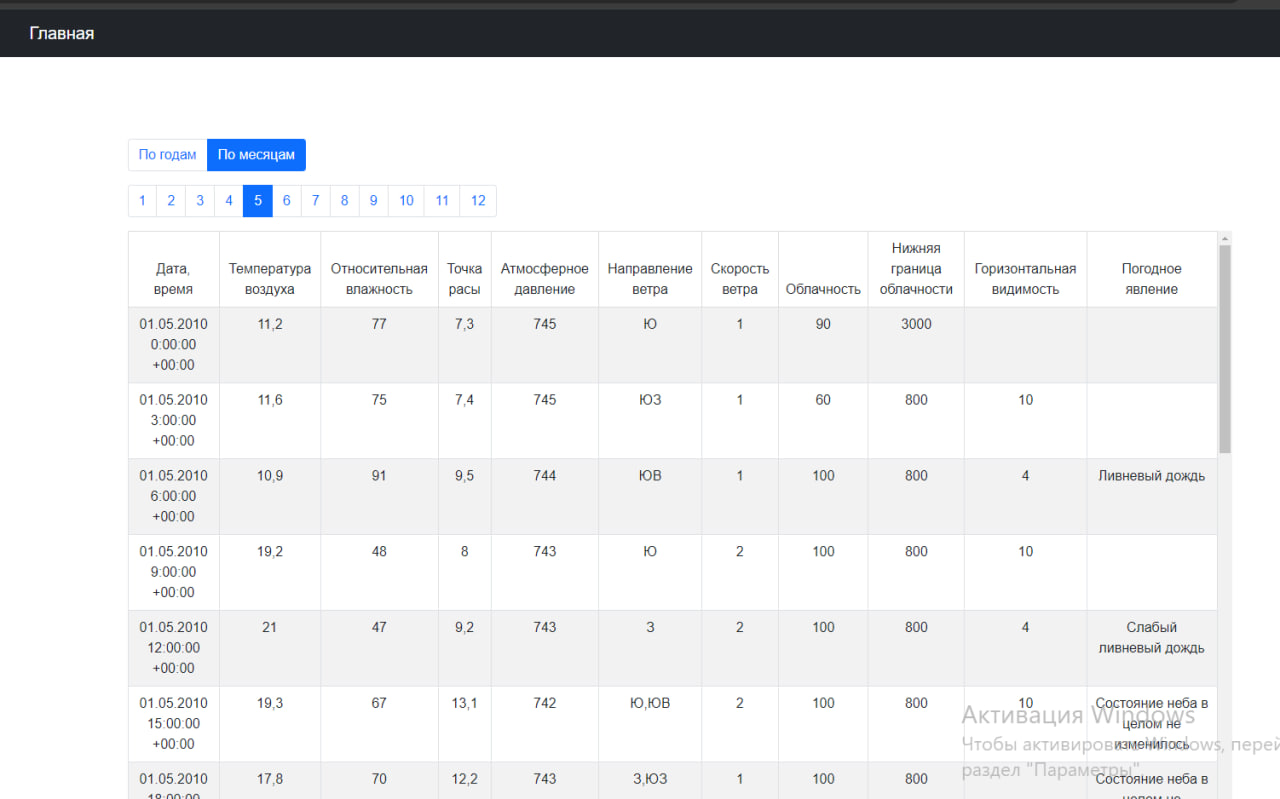 Главная
По годам По месяцам
1 2 3 4 5 6 7 8 9 10 11 12
Дата, время Температура воздуха Относительная влажность Точка расы Атмосферное давление Направление ветра Скорость ветра Облачность Нижняя граница облачности Горизонтальная видимость Погодное явление
01.05.2010 0:00:00 +00:00 11,2 77 7,3 745 Ю 1 90 3000
01.05.2010 3:00:00 +00:00 11,6 75 7,4 745 ЮЗ 1 60 800 10
01.05.2010 6:00:00 +00:00 10,9 91 9,5 744 ЮВ 1 100 800 4 Ливневый дождь
01.05.2010 9:00:00 +00:00 19,2 48 8 743 Ю 2 100 800 10
01.05.2010 12:00:00 +00:00 21 47 9,2 743 З 2 100 800 4 Слабый ливневый дождь
01.05.2010 15:00:00 +00:00 19,3 67 13,1 742 Ю,ЮВ 2 100 800 10 Состояние неба в целом не изменилось
01.05.2010 18:00:00 17,8 70 12,2 743 З,ЮЗ 1 100 800 Состояние неба в целом не
Активация Windows
Чтобы активировать Windows, перей
раздел "Параметры"